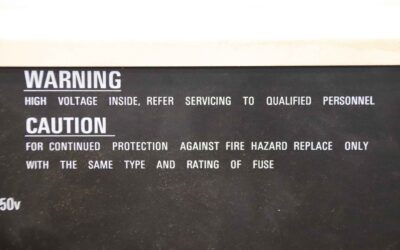 WARNING
HIGH VOLTAGE INSIDE, REFER SERVICING TO QUALIFIED PERSONNEL
CAUTION
FOR CONTINUED PROTECTION AGAINST FIRE HAZARD REPLACE ONLY
WITH THE SAME TYPE AND RATING OF FUSE
50v